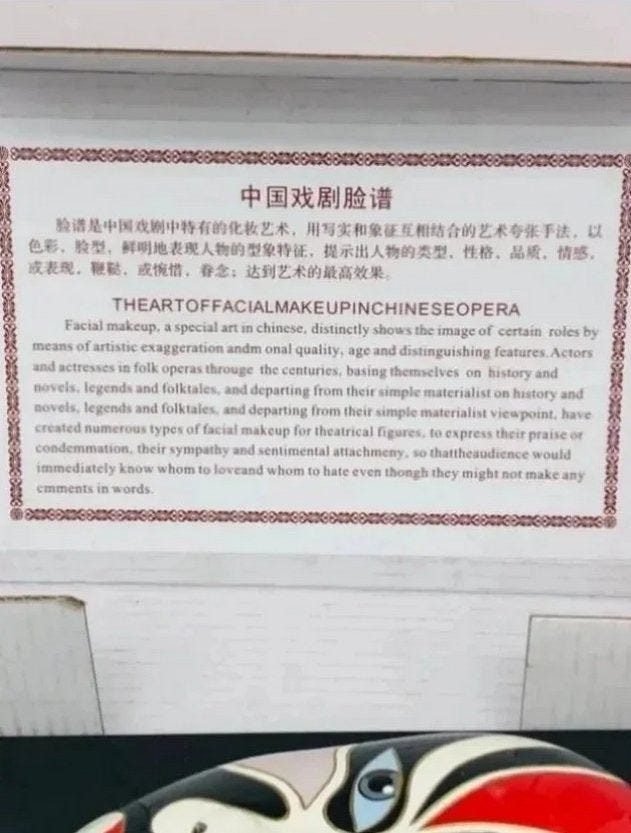 中国戏剧脸谱
脸谱是中国戏剧中特有的化妆艺术，用写实和象征互相结合的艺术夸张手法，以
色彩，脸型，鲜明地表现人物的型象特征，提示出人物的类型，性格，品质，情感，
或表现，鞭鞑，或惋惜，眷念；达到艺术的最高效果。
THEARTOFFACIALMAKEUPINCHINESEOPERA
Facial makeup, a special art in chinese, distinctly shows the image of certain roles by
means of artistic exaggeration andm onal quality, age and distinguishing features. Actors
and actresses in folk operas througe the centuries, basing themselves on history and
novels, legends and folktales, and departing from their simple materialist on history and
novels, legends and folktales, and departing from their simple materialist viewpoint, have
created numerous types of facial makeup for theatrical figures, to express their praise or
condemmation, their sympathy and sentimental attachmeny, so thattheaudience would
immediately know whom to loveand whom to hate even thongh they might not make any
cmments in words.